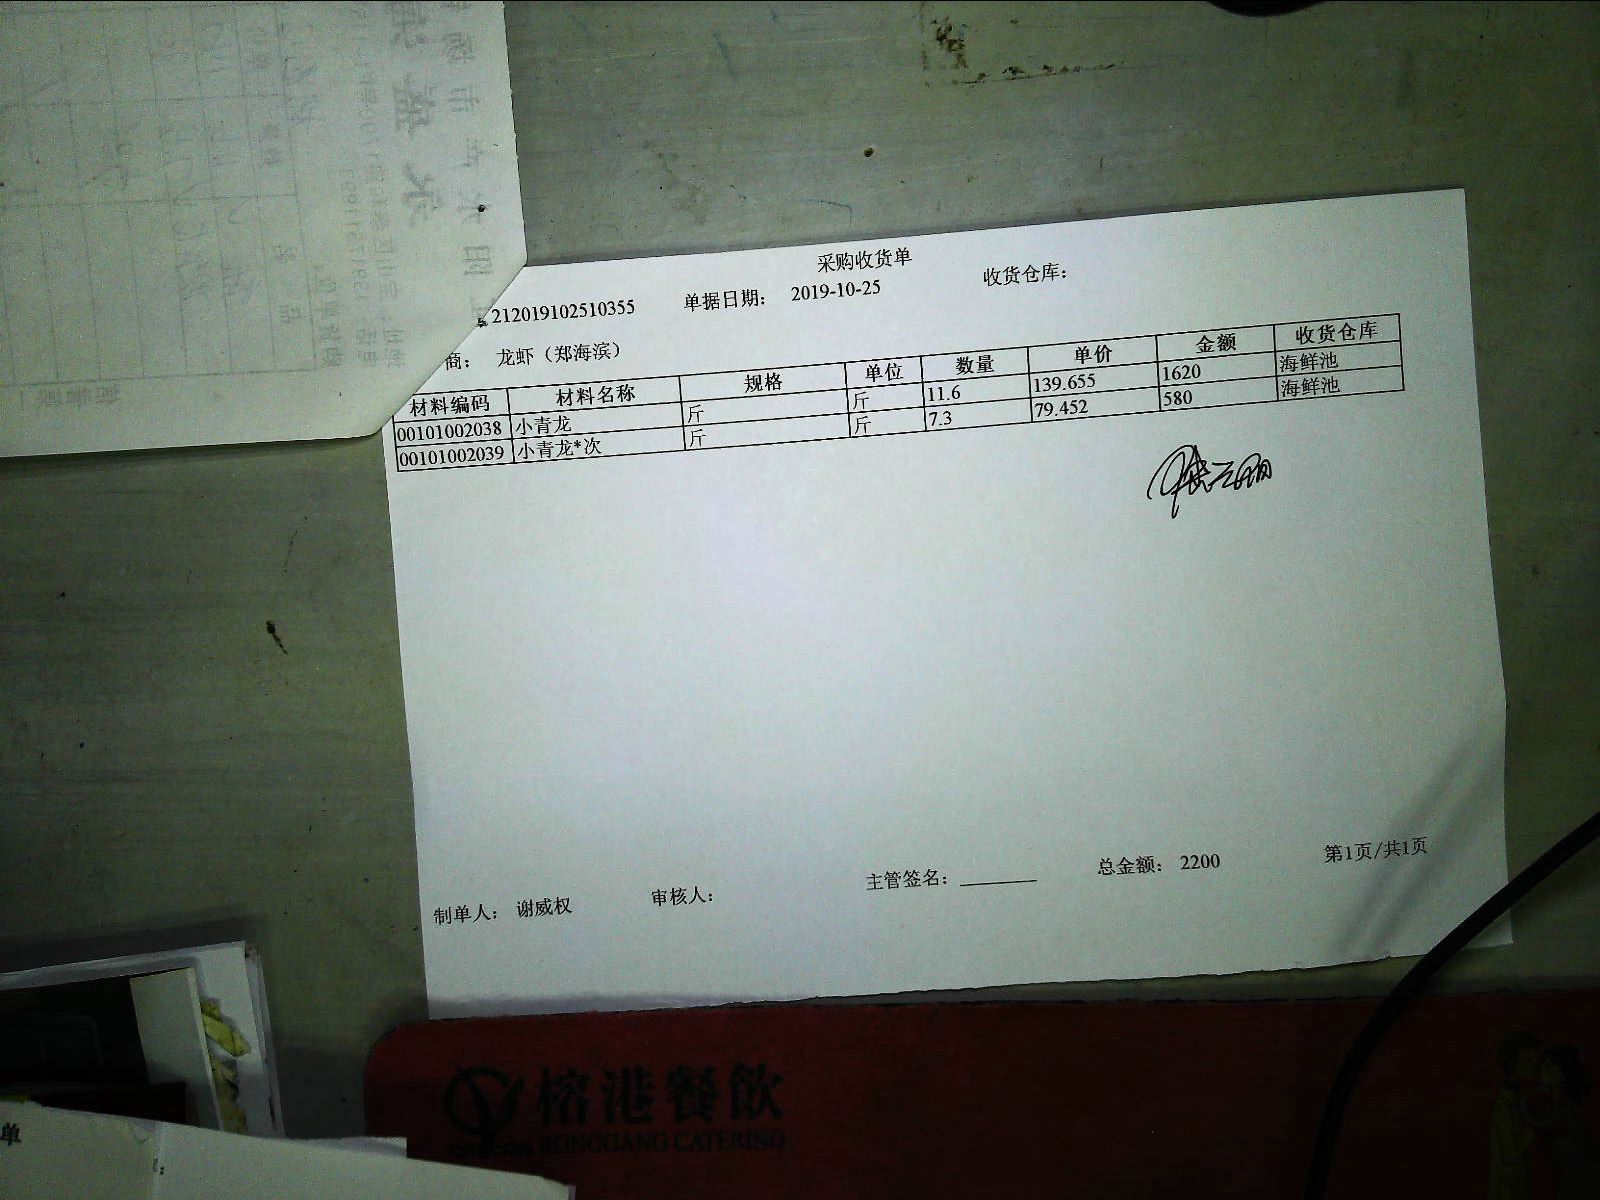 采购收货单
212019102510355 单据日期： 2019-10-25 收货仓库：
商： 龙虾（郑海滨）
材料编码 材料名称 规格 单位 数量 单价 金额 收货仓库
00101002038 小青龙 斤 斤 11.6 139.655 1620 海鲜池
00101002039 小青龙*次 斤 斤 7.3 79.452 580 海鲜池
制单人： 谢威权 审核人： 主管签名： 总金额： 2200 第1页/共1页
榕港餐飲
RONGGANG CATERING
单